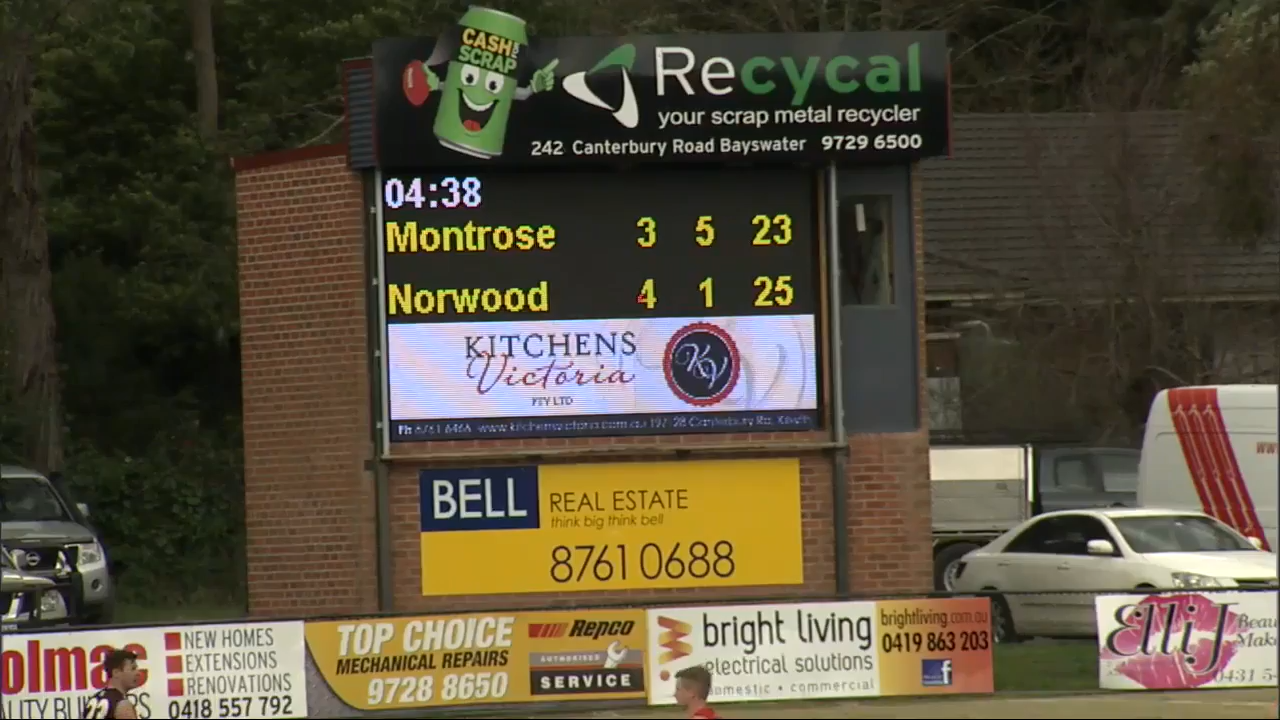 CASH FOR SCRAP
Recycal
your scrap metal recycler
242 Canterbury Road Bayswater 9729 6500
04:38
Montrose 3 5 23
Norwood 4 1 25
KITCHENS
Victoria
PTY LTD
KV
Ph
BELL REAL ESTATE
think big think bell
8761 0688
NEW HOMES
EXTENSIONS
RENOVATIONS
0418 557 792
TOP CHOICE
MECHANICAL REPAIRS
9728 8650
Repco
AUTHORISED
SERVICE
bright living
electrical solutions
domestic • commercial
brightliving.com.au
0419 863 203
f
Elli J